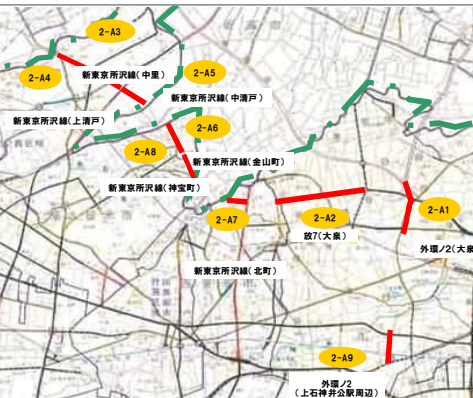 2-A3
2-A4
新東京所沢線(中里)
2-A5
新東京所沢線(中清戸)
新東京所沢線(上清戸)
2-A6
2-A8
新東京所沢線(金山町)
新東京所沢線(神宝町)
2-A7
2-A2
放7(大泉)
2-A1
外環ノ2(大泉
新東京所沢線(北町)
2-A9
外環ノ2
(上石神井公駅周辺)